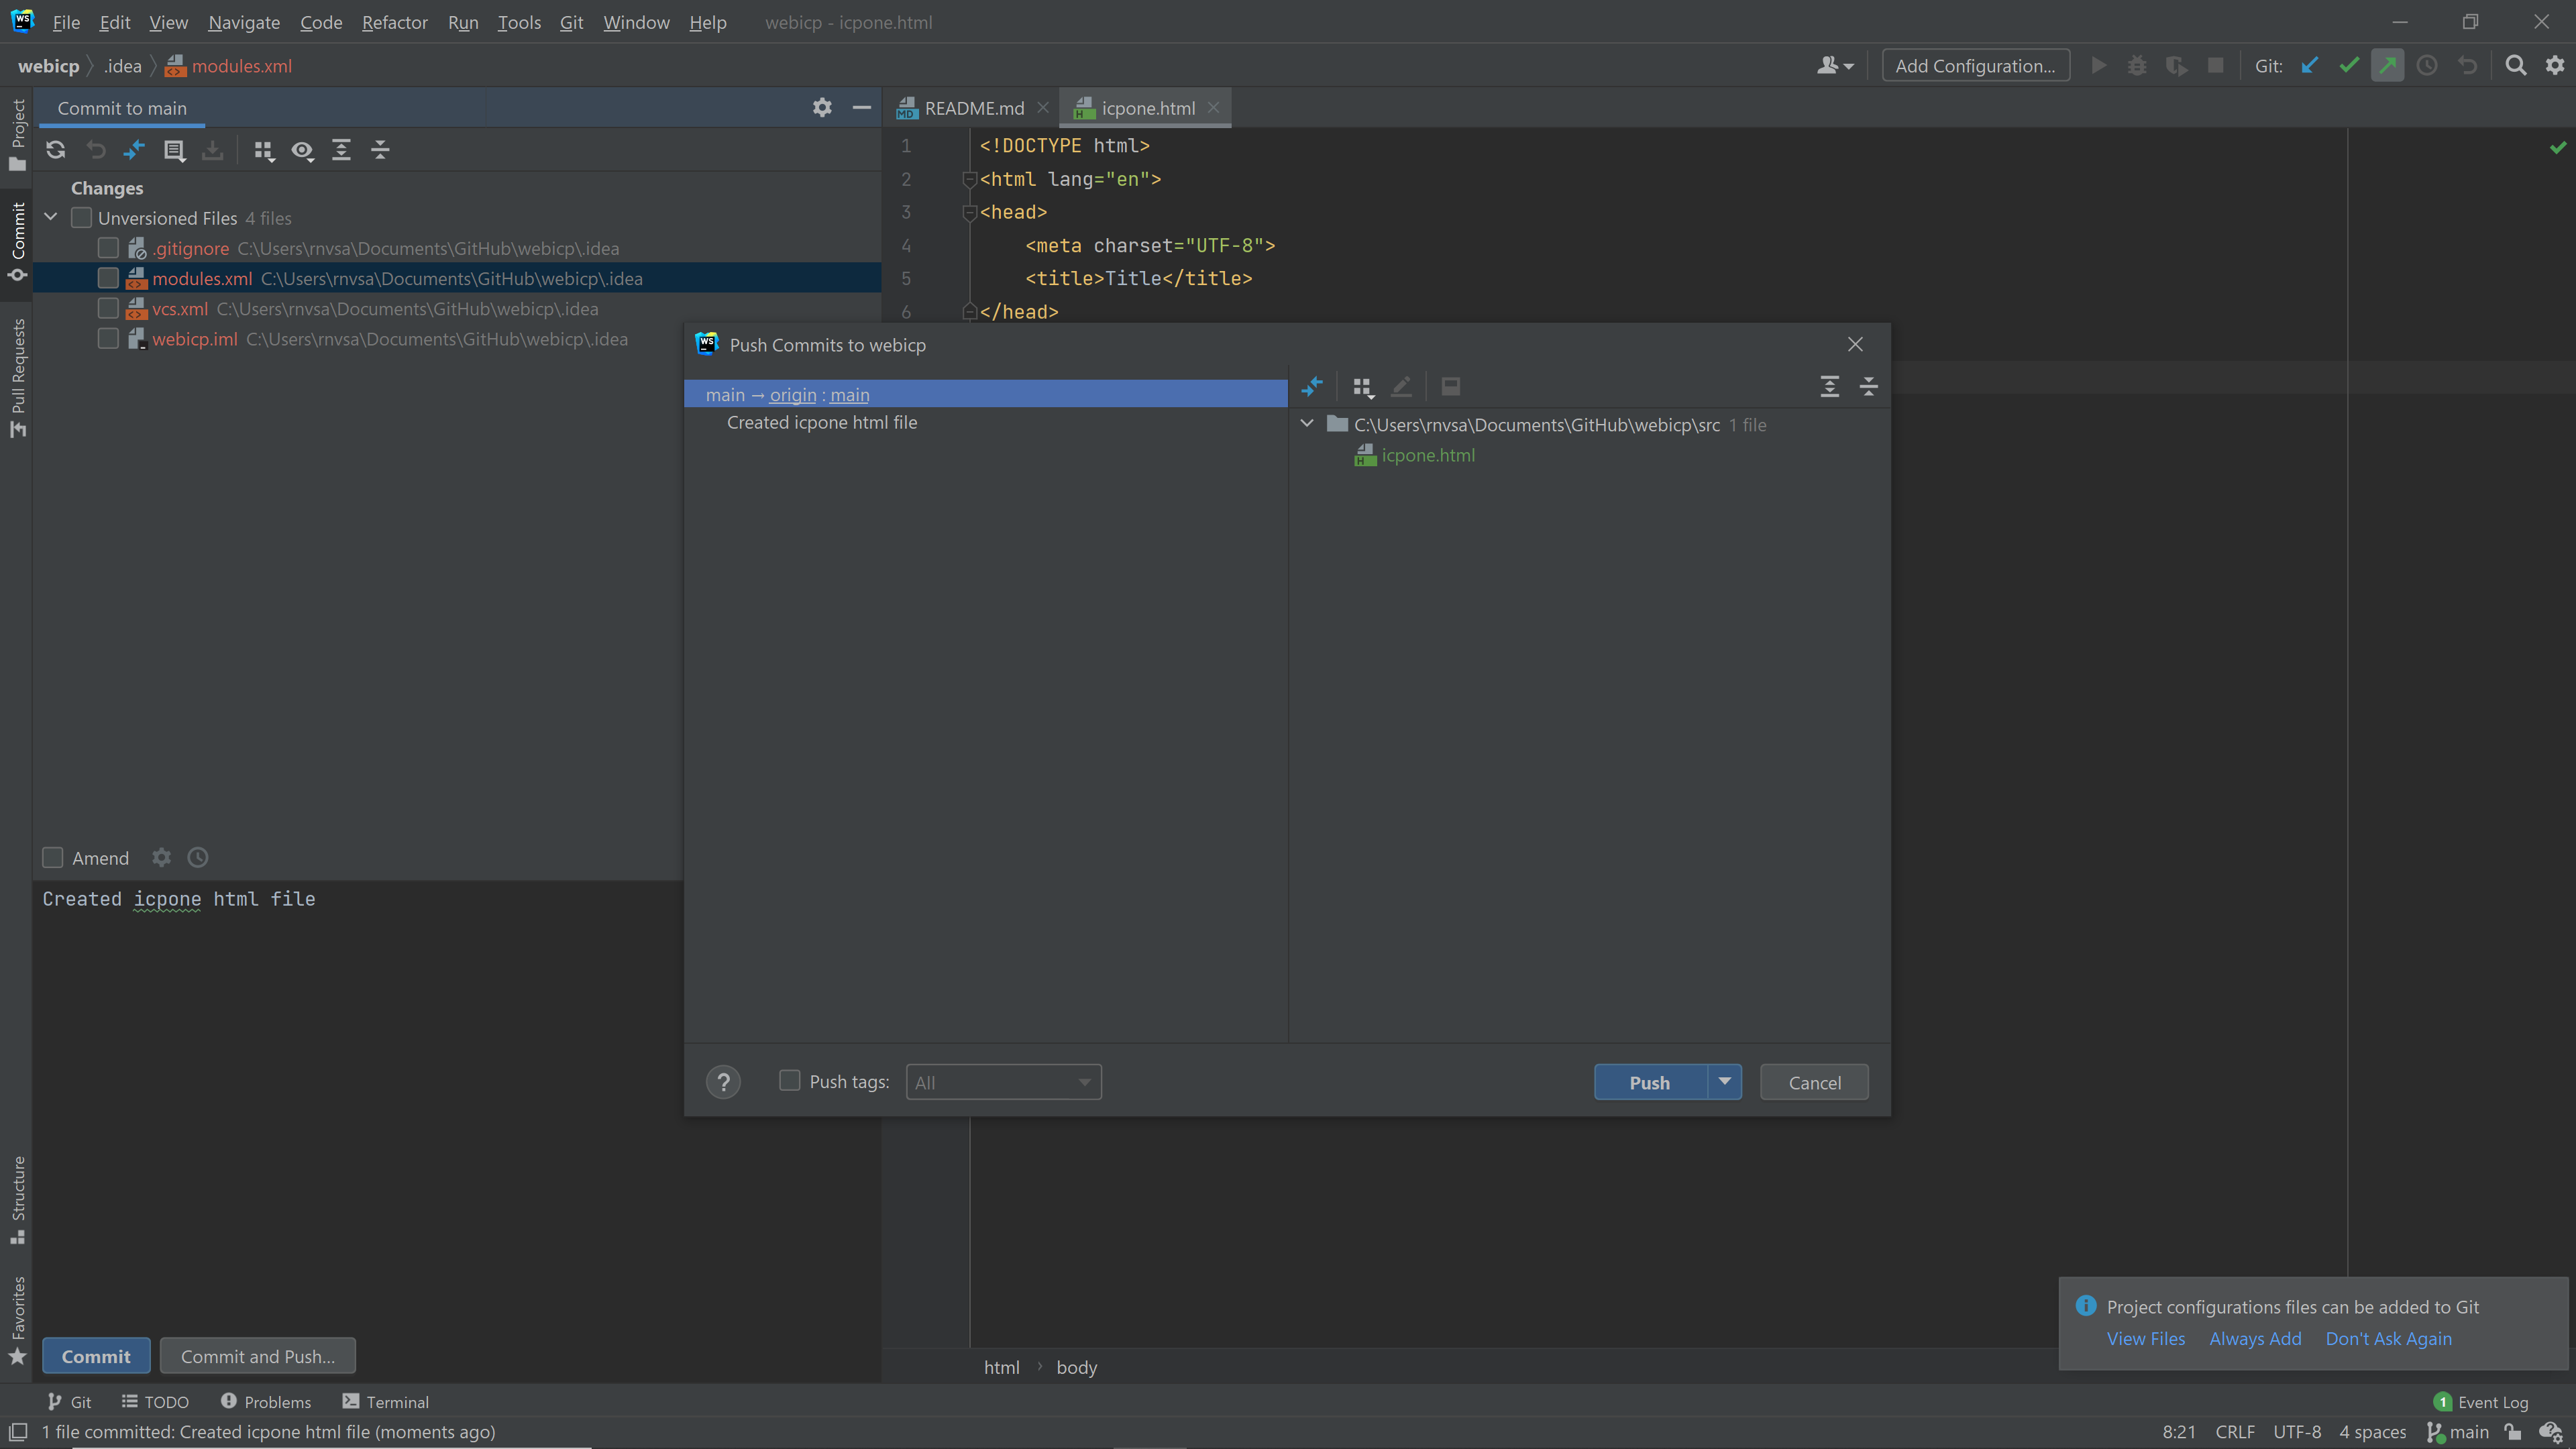 File Edit View Navigate Code Refactor Run Tools Git Window Help webicp - icpone.html
webicp .idea modules.xml
Add Configuration... Git:
Project
Commit
Pull Requests
Structure
Favorites
Commit to main
Changes
Unversioned Files 4 files
.gitignore C:\Users\rnvsa\Documents\GitHub\webicp\.idea
modules.xml C:\Users\rnvsa\Documents\GitHub\webicp\.idea
vcs.xml C:\Users\rnvsa\Documents\GitHub\webicp\.idea
webicp.iml C:\Users\rnvsa\Documents\GitHub\webicp\.idea
Amend
Created icpone html file
Commit Commit and Push...
README.md icpone.html
1 <!DOCTYPE html>
2 <html lang="en">
3 <head>
4 <meta charset="UTF-8">
5 <title>Title</title>
6 </head>
Push Commits to webicp
main → origin : main
Created icpone html file
C:\Users\rnvsa\Documents\GitHub\webicp\src 1 file
icpone.html
? Push tags: All Push Cancel
Project configurations files can be added to Git
View Files Always Add Don't Ask Again
html › body
Git TODO Problems Terminal
1 Event Log
1 file committed: Created icpone html file (moments ago)
8:21 CRLF UTF-8 4 spaces main